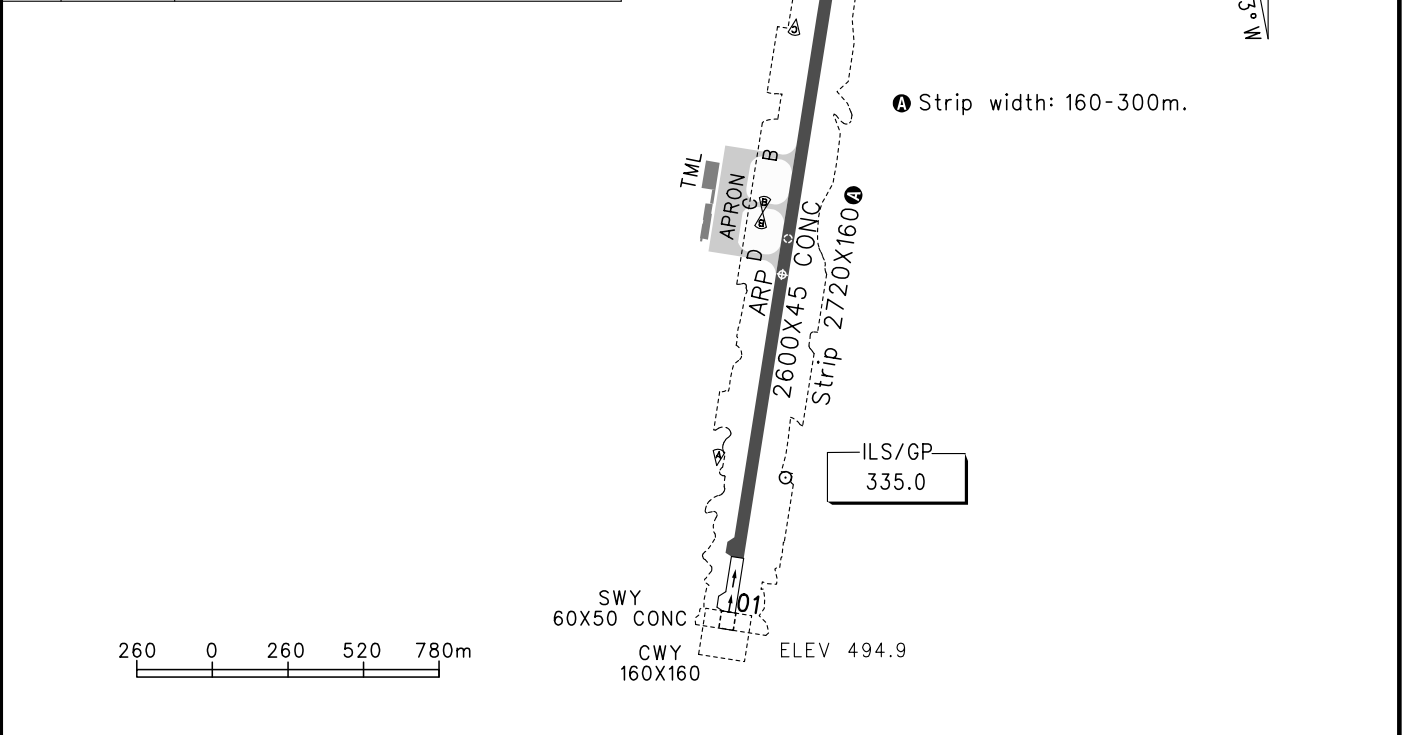 3° W
C
A Strip width: 160-300m.
TML
APRON
B
C
B
B
D
ARP
2600X45 CONC
Strip 2720X160 A
A
ILS/GP
335.0
SWY
60X50 CONC
01
CWY
160X160
ELEV 494.9
260 0 260 520 780m